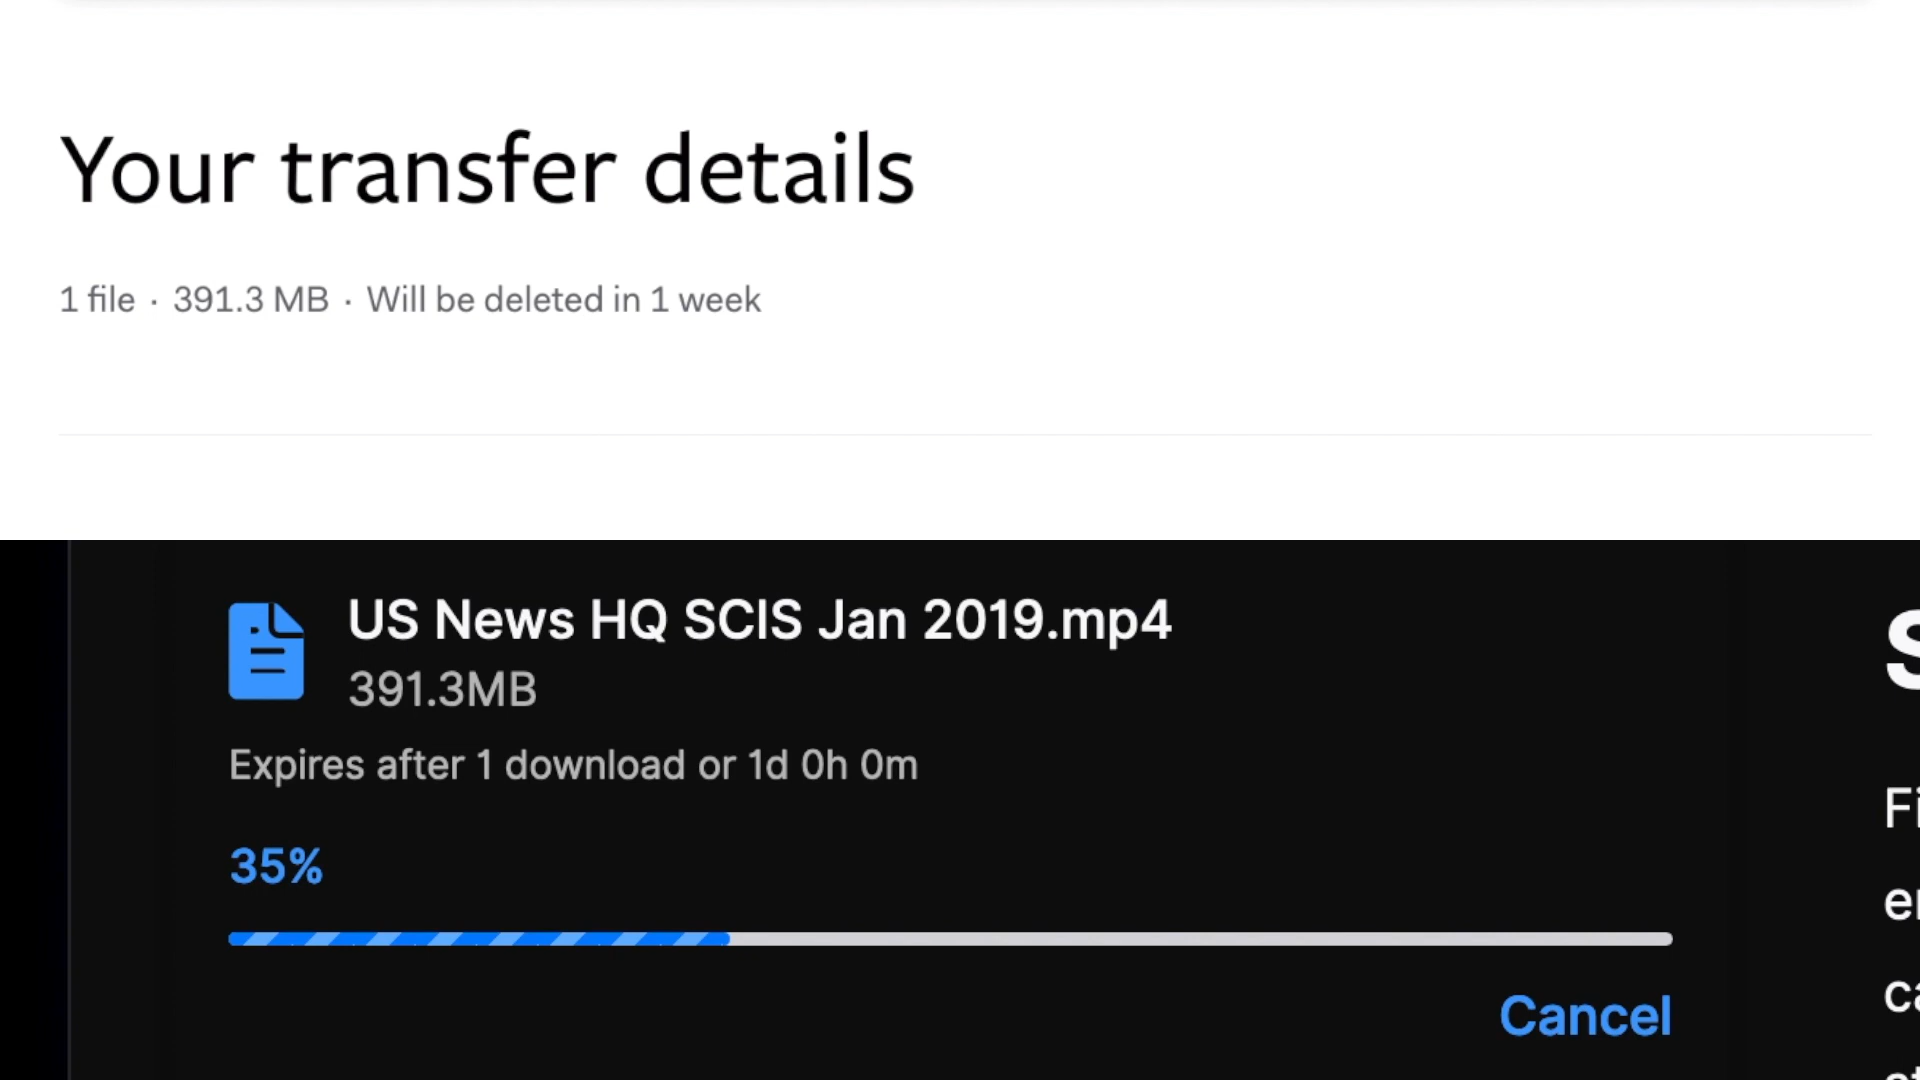 Your transfer details
1 file · 391.3 MB · Will be deleted in 1 week
US News HQ SCIS Jan 2019.mp4
391.3MB
Expires after 1 download or 1d 0h 0m
35%
Cancel